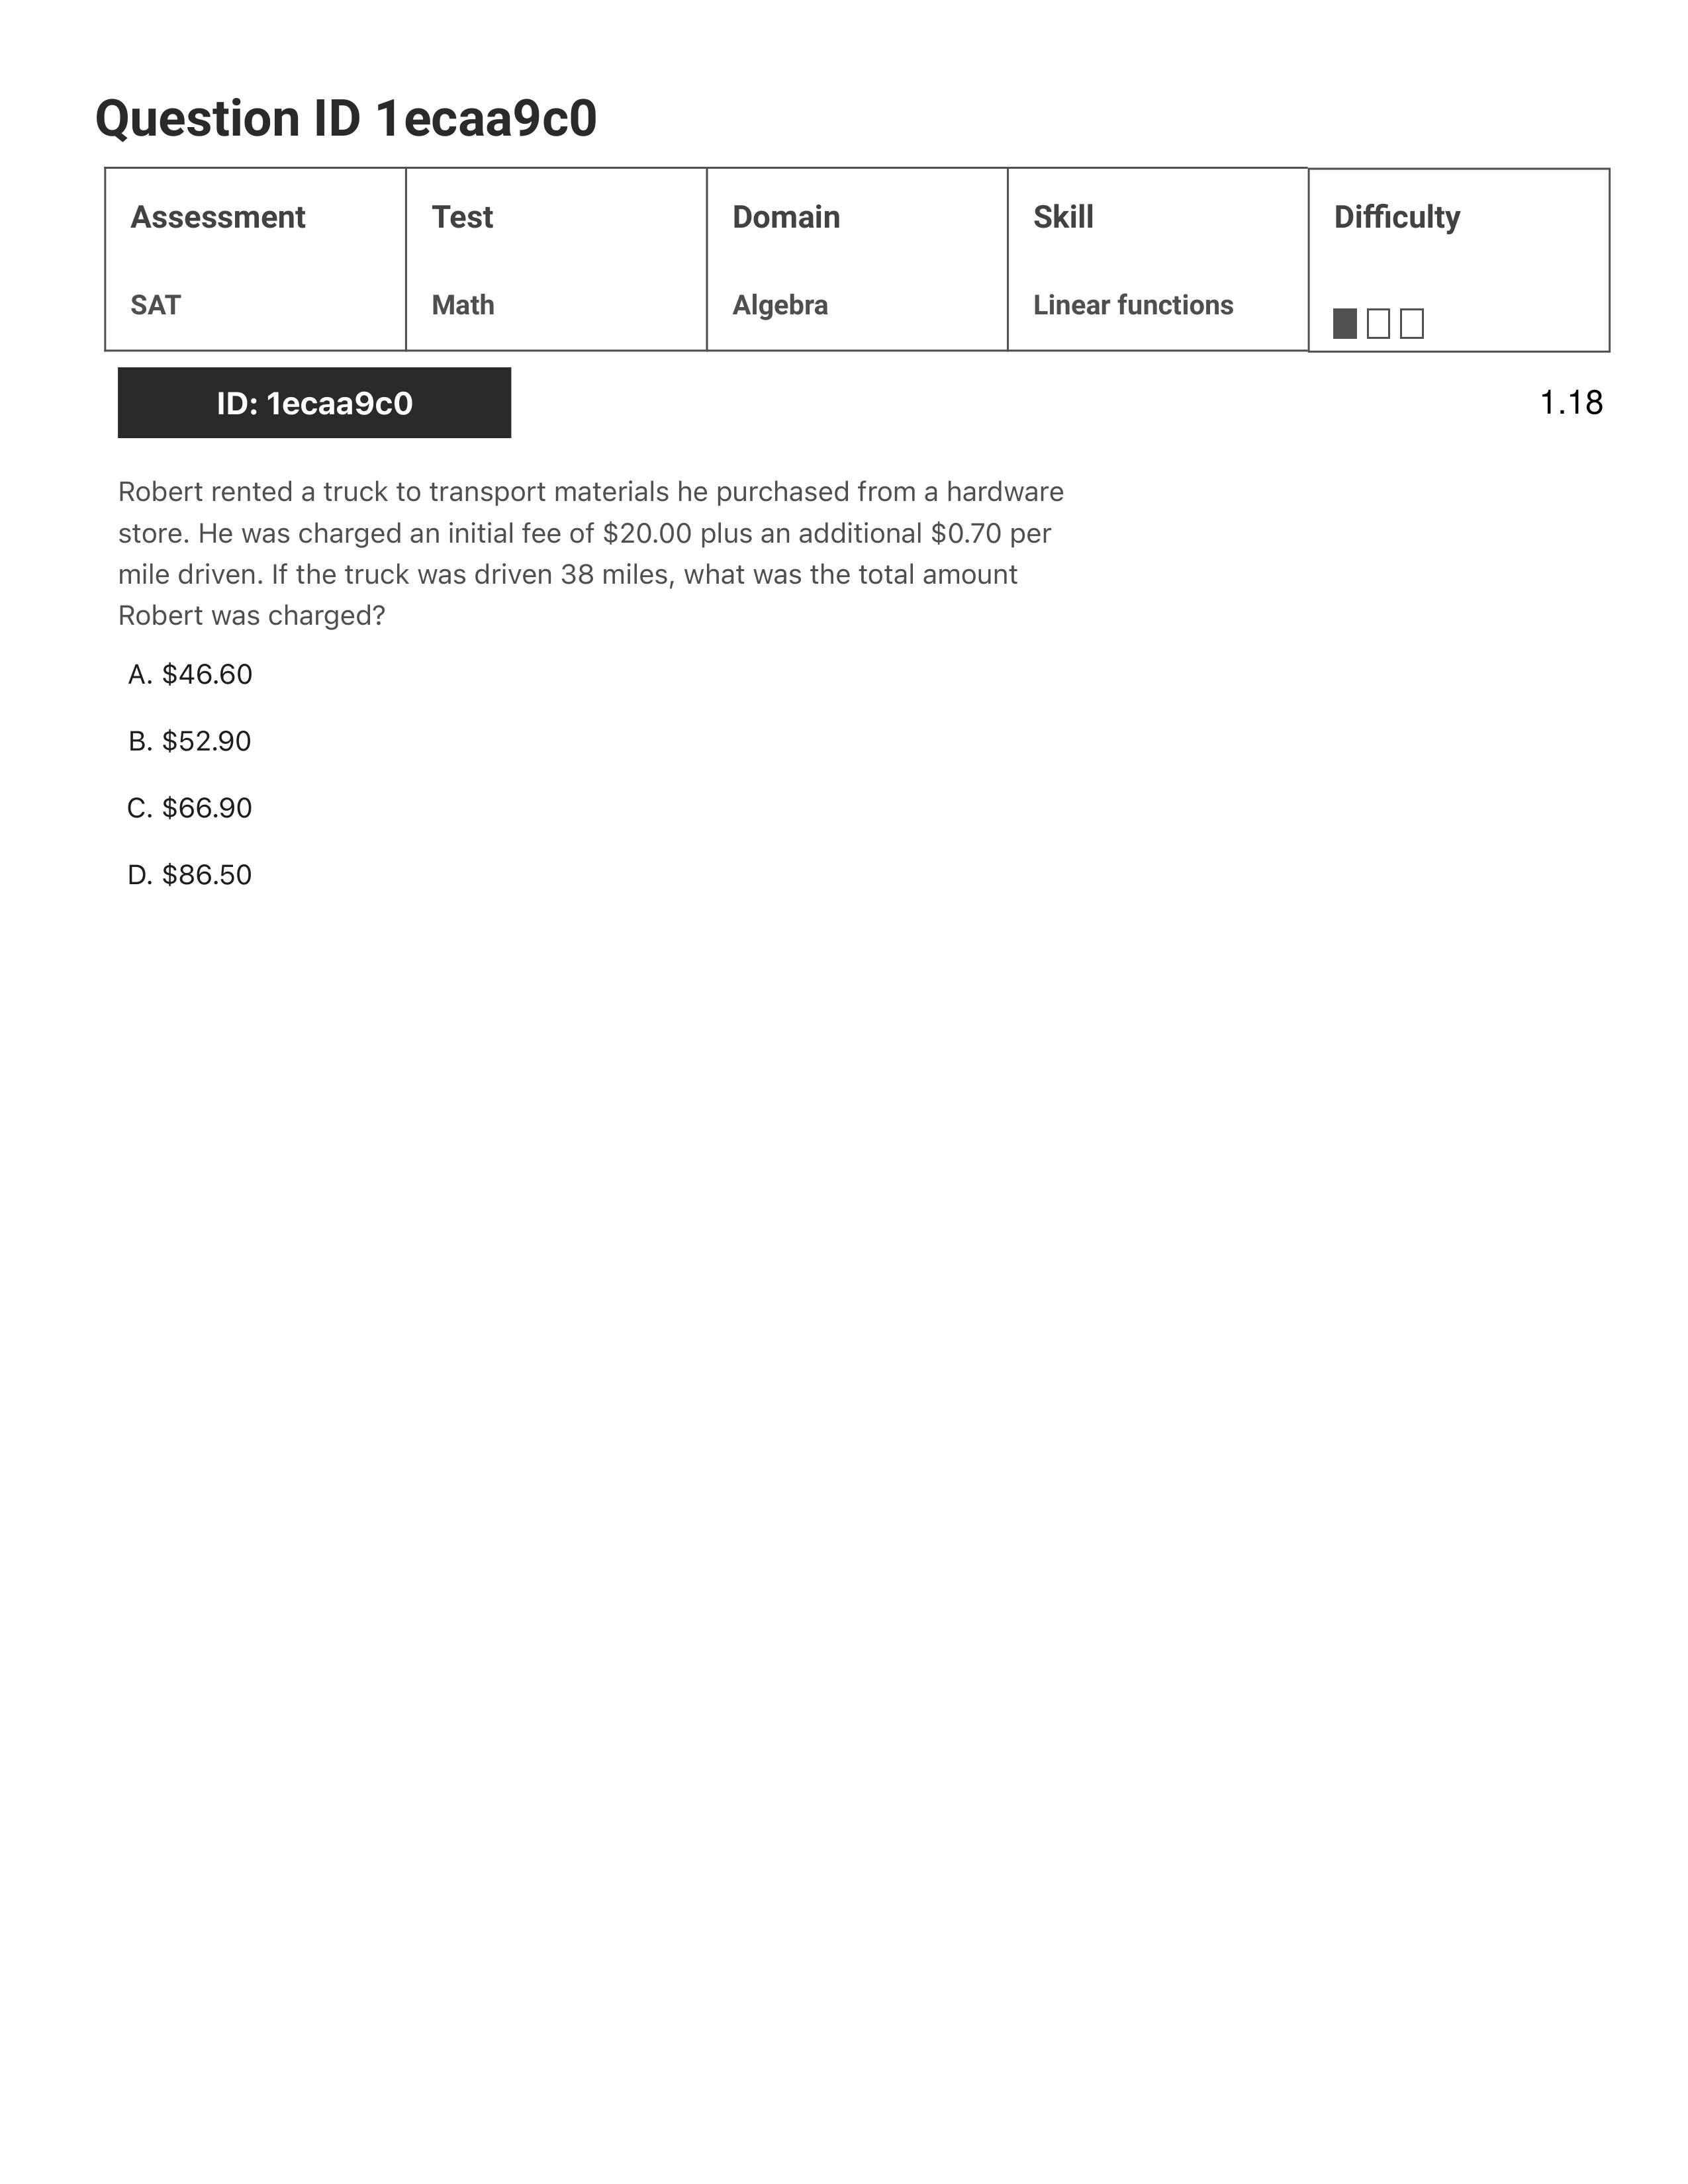 Question ID 1ecaa9c0
Assessment
Test
Domain
Skill
Difficulty
SAT
Math
Algebra
Linear functions
ID: 1ecaa9c0
1.18
Robert rented a truck to transport materials he purchased from a hardware
store. He was charged an initial fee of $20.00 plus an additional $0.70 per
mile driven. If the truck was driven 38 miles, what was the total amount
Robert was charged?
A. $46.60
B. $52.90
C. $66.90
D. $86.50